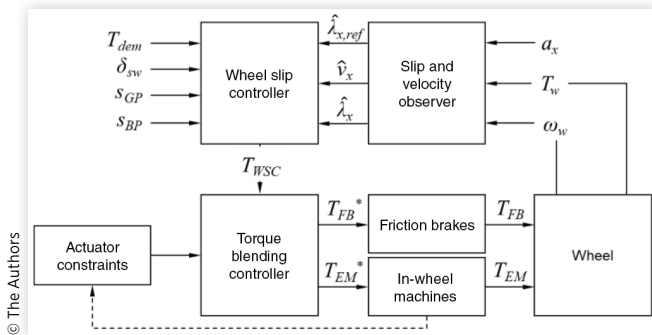 T_dem
δ_sw
s_GP
s_BP
Wheel slip
controller
λ̂_x,ref
v̂_x
λ̂_x
Slip and
velocity
observer
a_x
T_w
ω_w
T_WSC
Actuator
constraints
Torque
blending
controller
T_FB*
T_EM*
Friction brakes
In-wheel
machines
T_FB
T_EM
Wheel
© The Authors